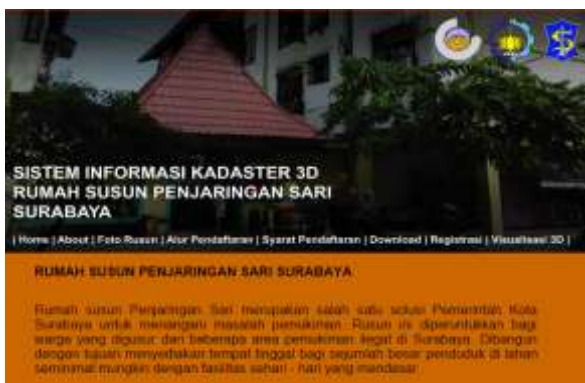 SISTEM INFORMASI KADASTER 3D
RUMAH SUSUN PENJARINGAN SARI
SURABAYA
| Home | About | Foto Rusun | Alur Pendaftaran | Syarat Pendaftaran | Download | Registrasi | Visualisasi 3D |
RUMAH SUSUN PENJARINGAN SARI SURABAYA
Rumah susun Penjaringan Sari merupakan salah satu solusi Pemerintah Kota
Surabaya untuk menangani masalah pemukiman. Rusun ini diperuntukkan bagi
warga yang digusur dari beberapa area pemukiman ilegal di Surabaya. Dibangun
dengan tujuan menyediakan tempat tinggal bagi sejumlah besar penduduk di lahan
seminimal mungkin dengan fasilitas sehari - hari yang mendasar.